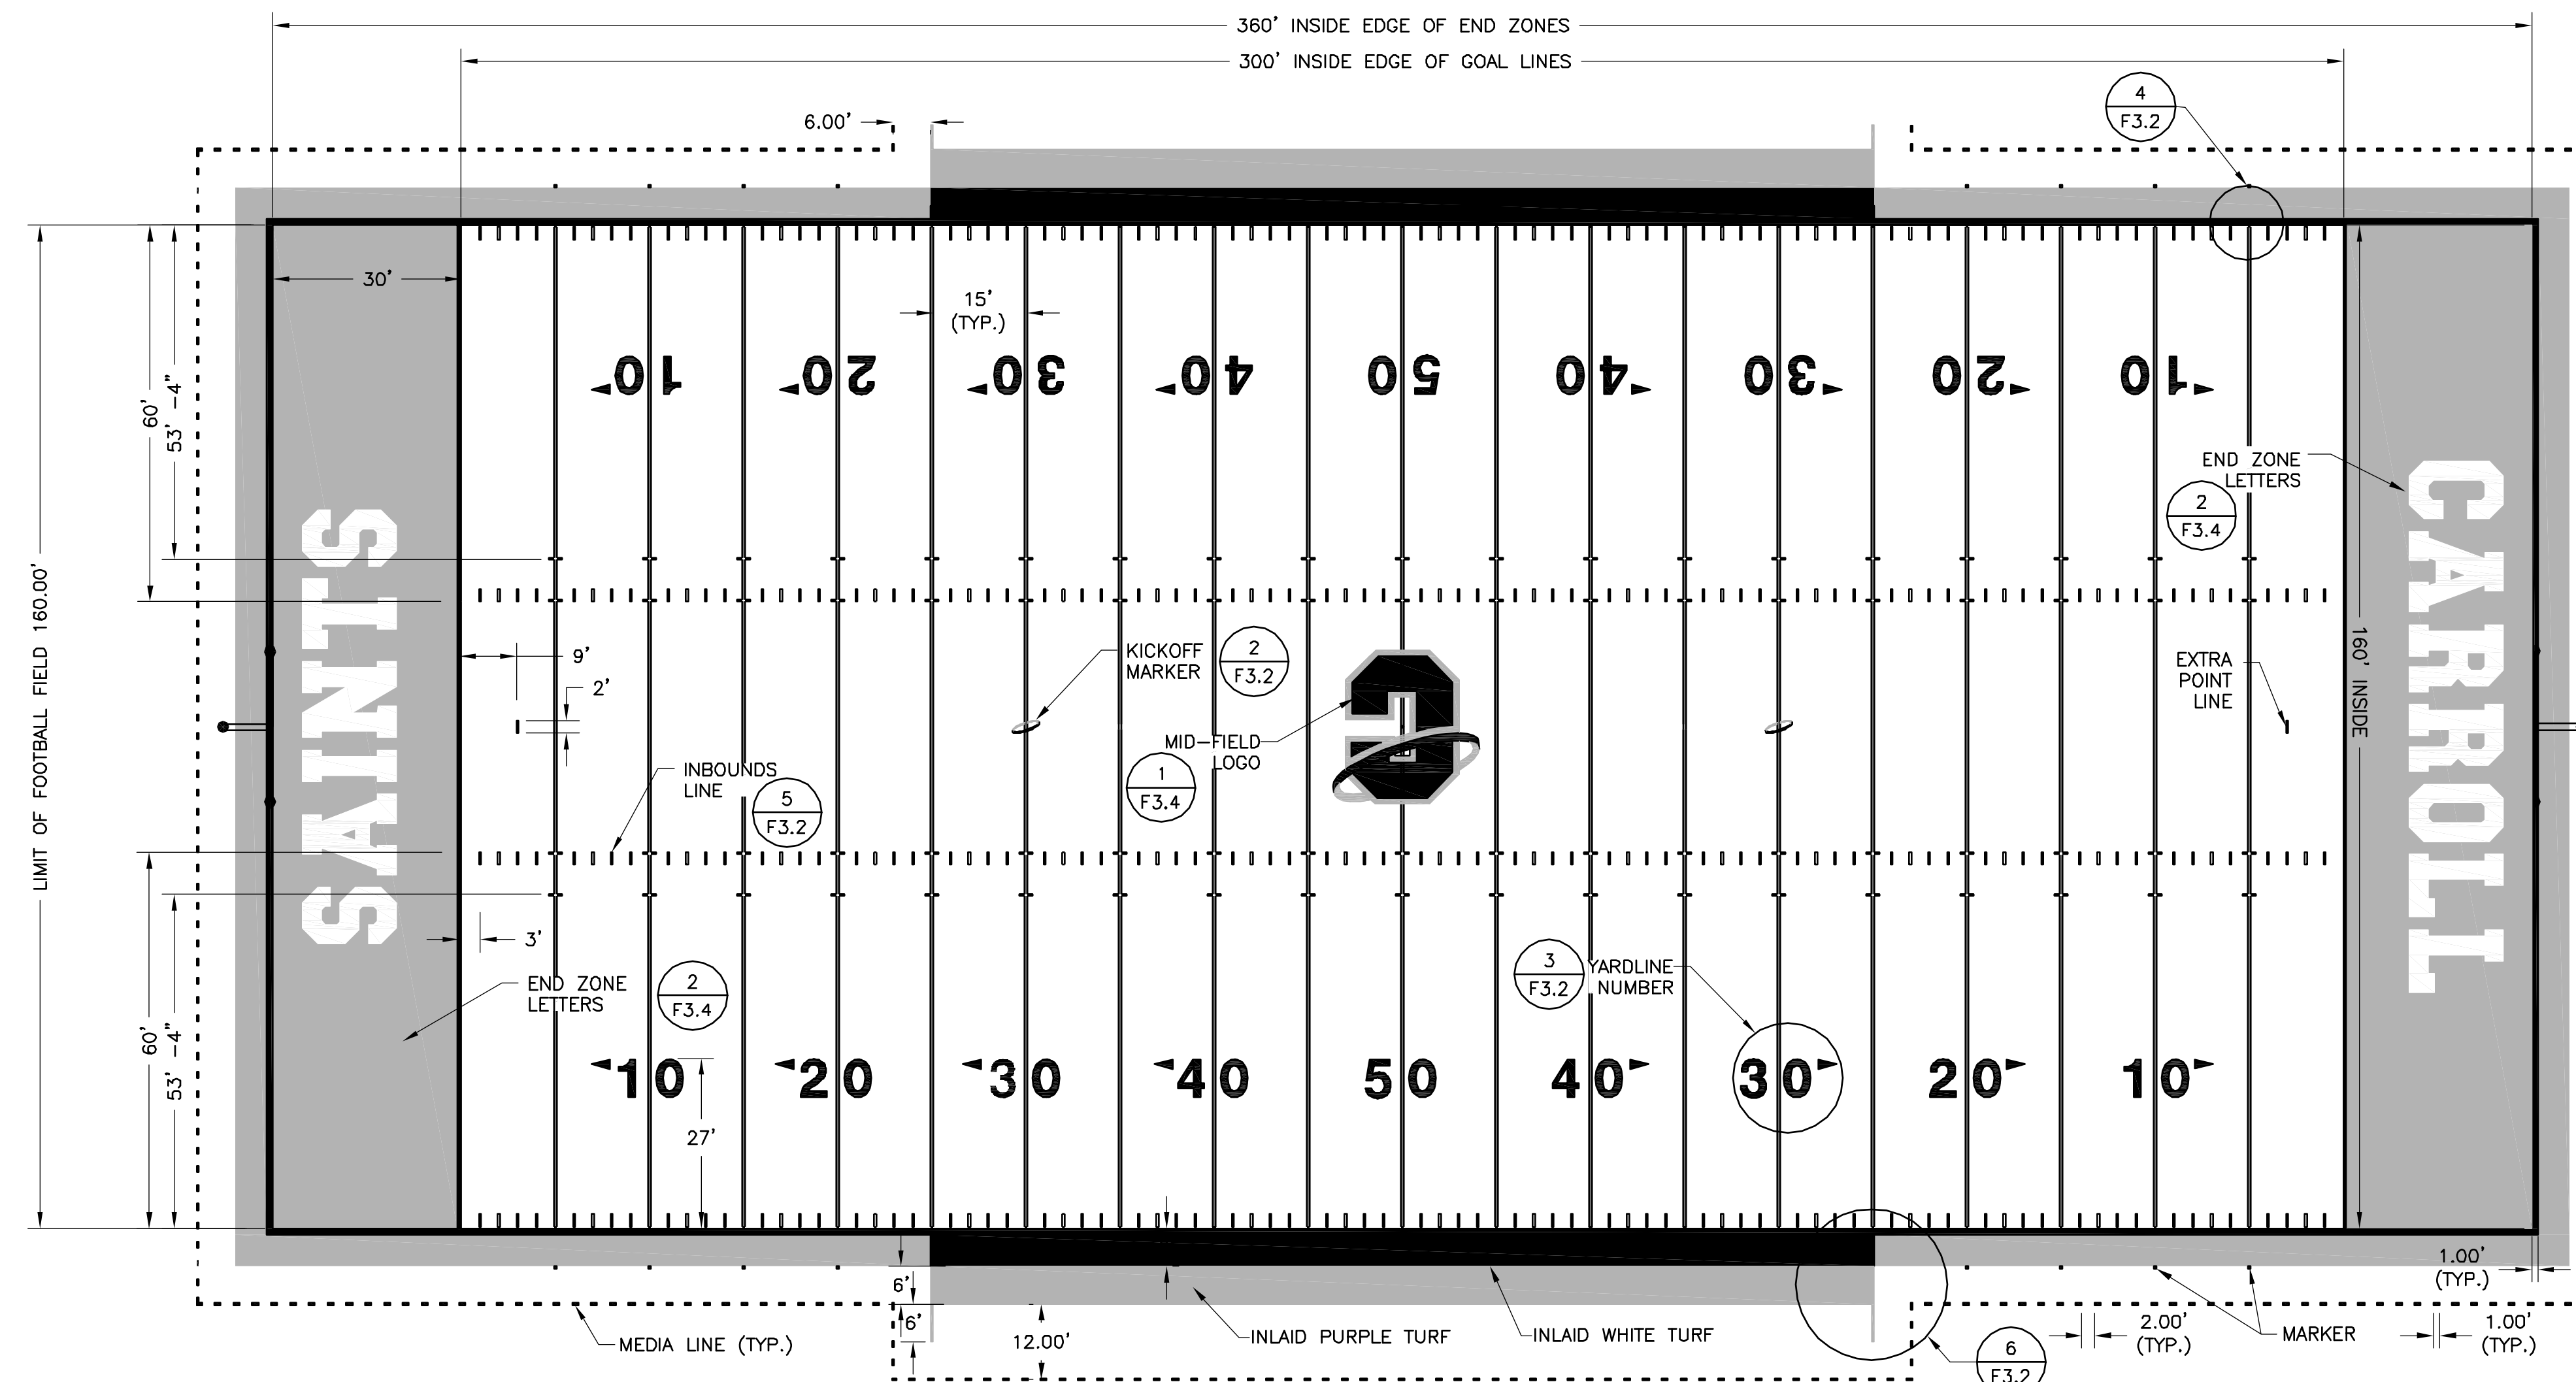 360' INSIDE EDGE OF END ZONES
300' INSIDE EDGE OF GOAL LINES
4
F3.2
6.00'
30'
15'
(TYP.)
10 20 30 40 50 40 30 20 10
60'
53' -4"
END ZONE
LETTERS
2
F3.4
LIMIT OF FOOTBALL FIELD 160.00'
SAINTS
CARROLL
160' INSIDE
9'
2'
KICKOFF
MARKER
2
F3.2
EXTRA
POINT
LINE
MID-FIELD
LOGO
1
F3.4
C
INBOUNDS
LINE
5
F3.2
60'
53' -4"
3'
END ZONE
LETTERS
2
F3.4
3
F3.2
YARDLINE
NUMBER
10 20 30 40 50 40 30 20 10
27'
6'
6'
12.00'
1.00'
(TYP.)
MEDIA LINE (TYP.)
INLAID PURPLE TURF
INLAID WHITE TURF
6
F3.2
2.00'
(TYP.)
MARKER
1.00'
(TYP.)